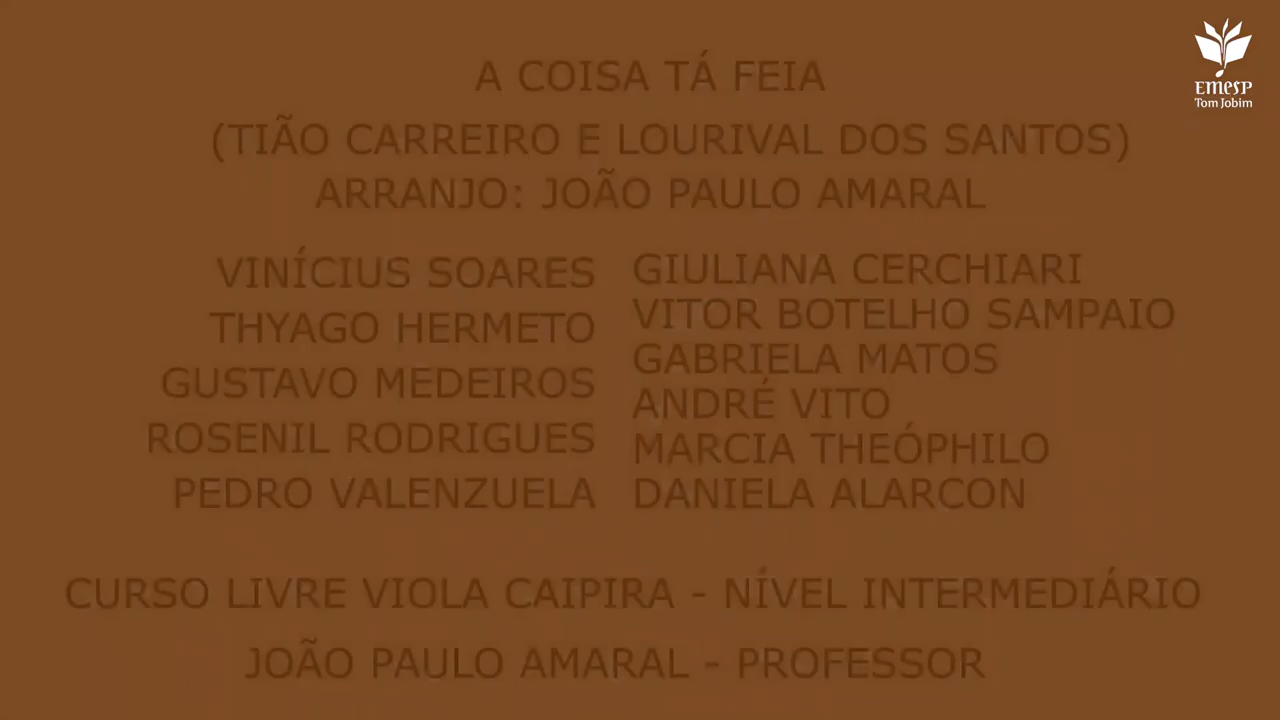 A COISA TÁ FEIA
(TIÃO CARREIRO E LOURIVAL DOS SANTOS)
ARRANJO: JOÃO PAULO AMARAL
VINÍCIUS SOARES
THYAGO HERMETO
GUSTAVO MEDEIROS
ROSENIL RODRIGUES
PEDRO VALENZUELA
GIULIANA CERCHIARI
VITOR BOTELHO SAMPAIO
GABRIELA MATOS
ANDRÉ VITO
MARCIA THEÓPHILO
DANIELA ALARCON
CURSO LIVRE VIOLA CAIPIRA - NÍVEL INTERMEDIÁRIO
JOÃO PAULO AMARAL - PROFESSOR
EMESP
Tom Jobim